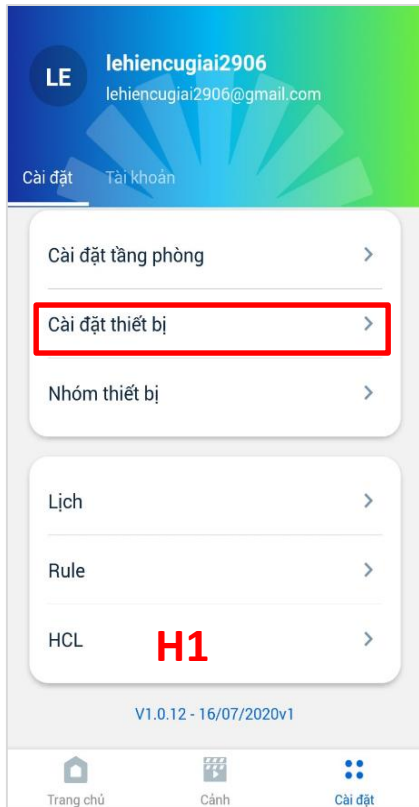 LE
lehiencugiai2906
lehiencugiai2906@gmail.com
Cài đặt Tài khoản
Cài đặt tầng phòng
Cài đặt thiết bị
Nhóm thiết bị
Lịch
Rule
HCL
H1
V1.0.12 - 16/07/2020v1
Trang chủ Cảnh Cài đặt